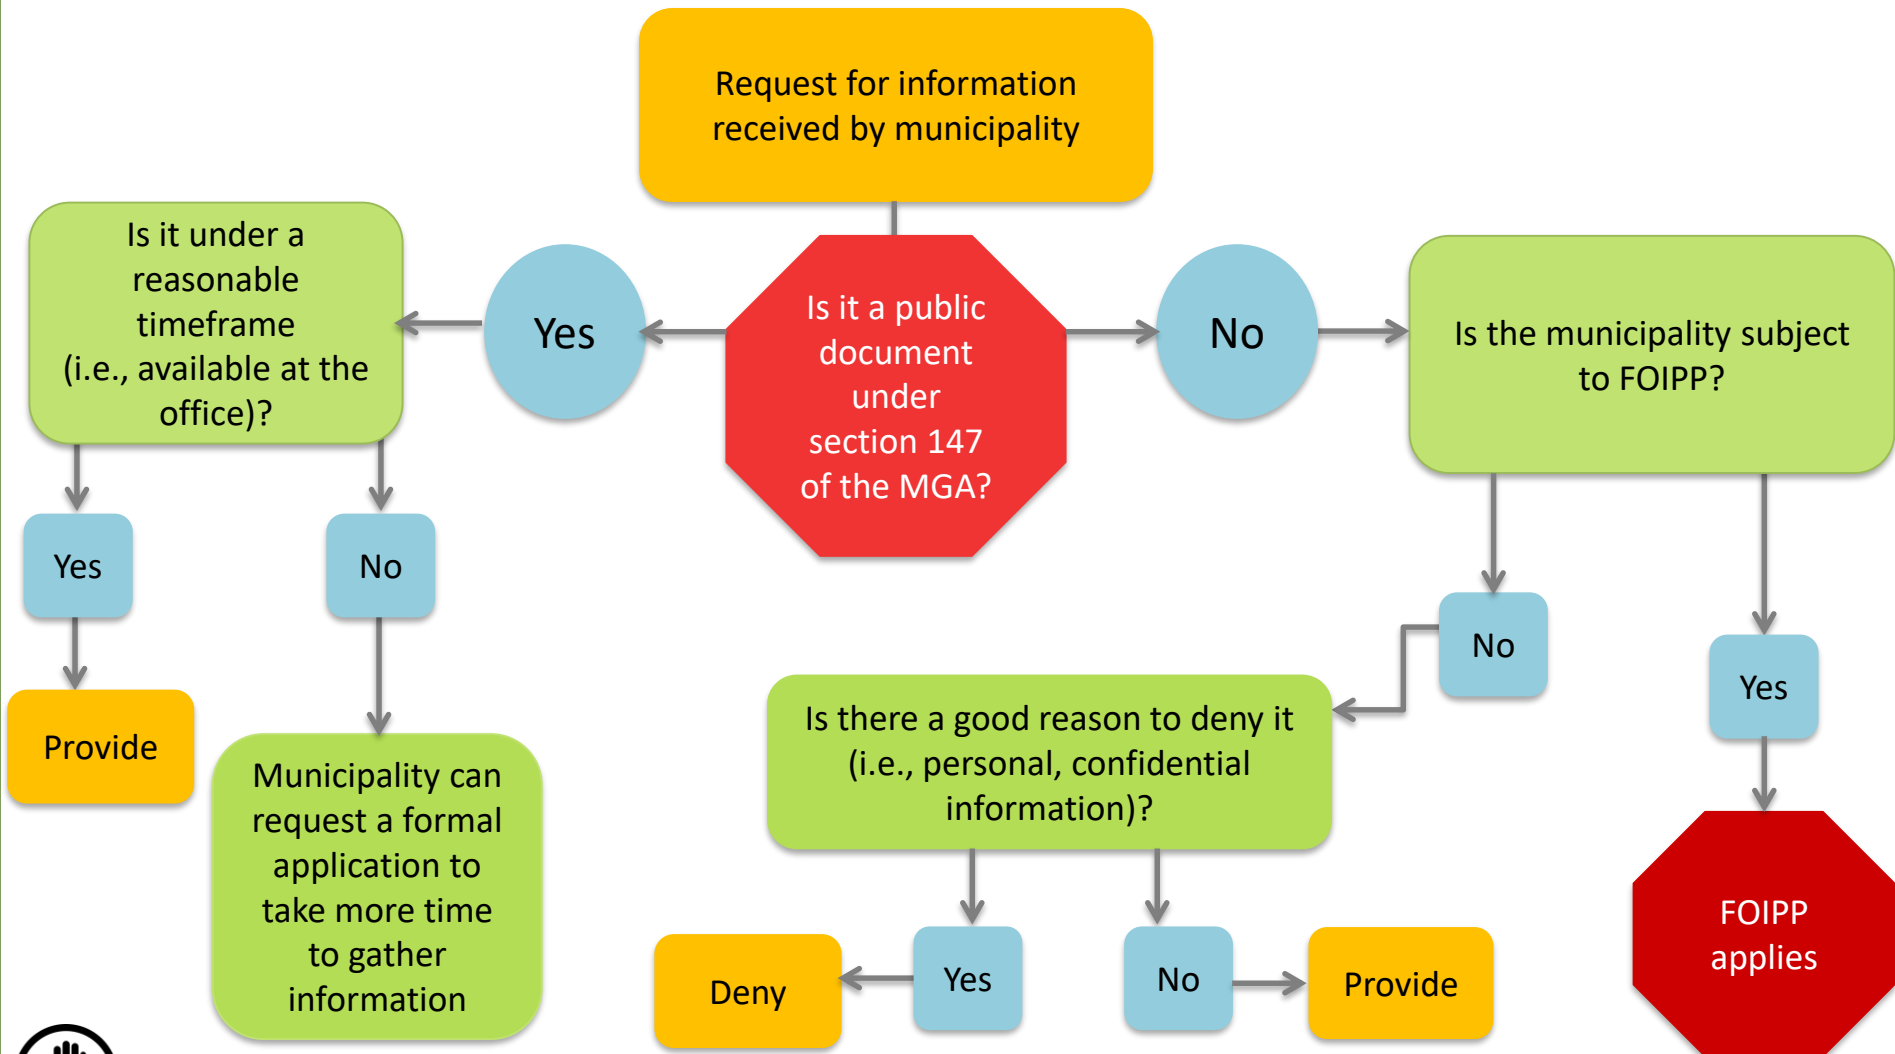 Request for information
received by municipality
Is it under a
reasonable
timeframe
(i.e., available at the
office)?
Yes
Is it a public
document
under
section 147
of the MGA?
No
Is the municipality subject
to FOIPP?
Yes
No
No
Yes
Provide
Municipality can
request a formal
application to
take more time
to gather
information
Is there a good reason to deny it
(i.e., personal, confidential
information)?
Deny
Yes
No
Provide
FOIPP
applies